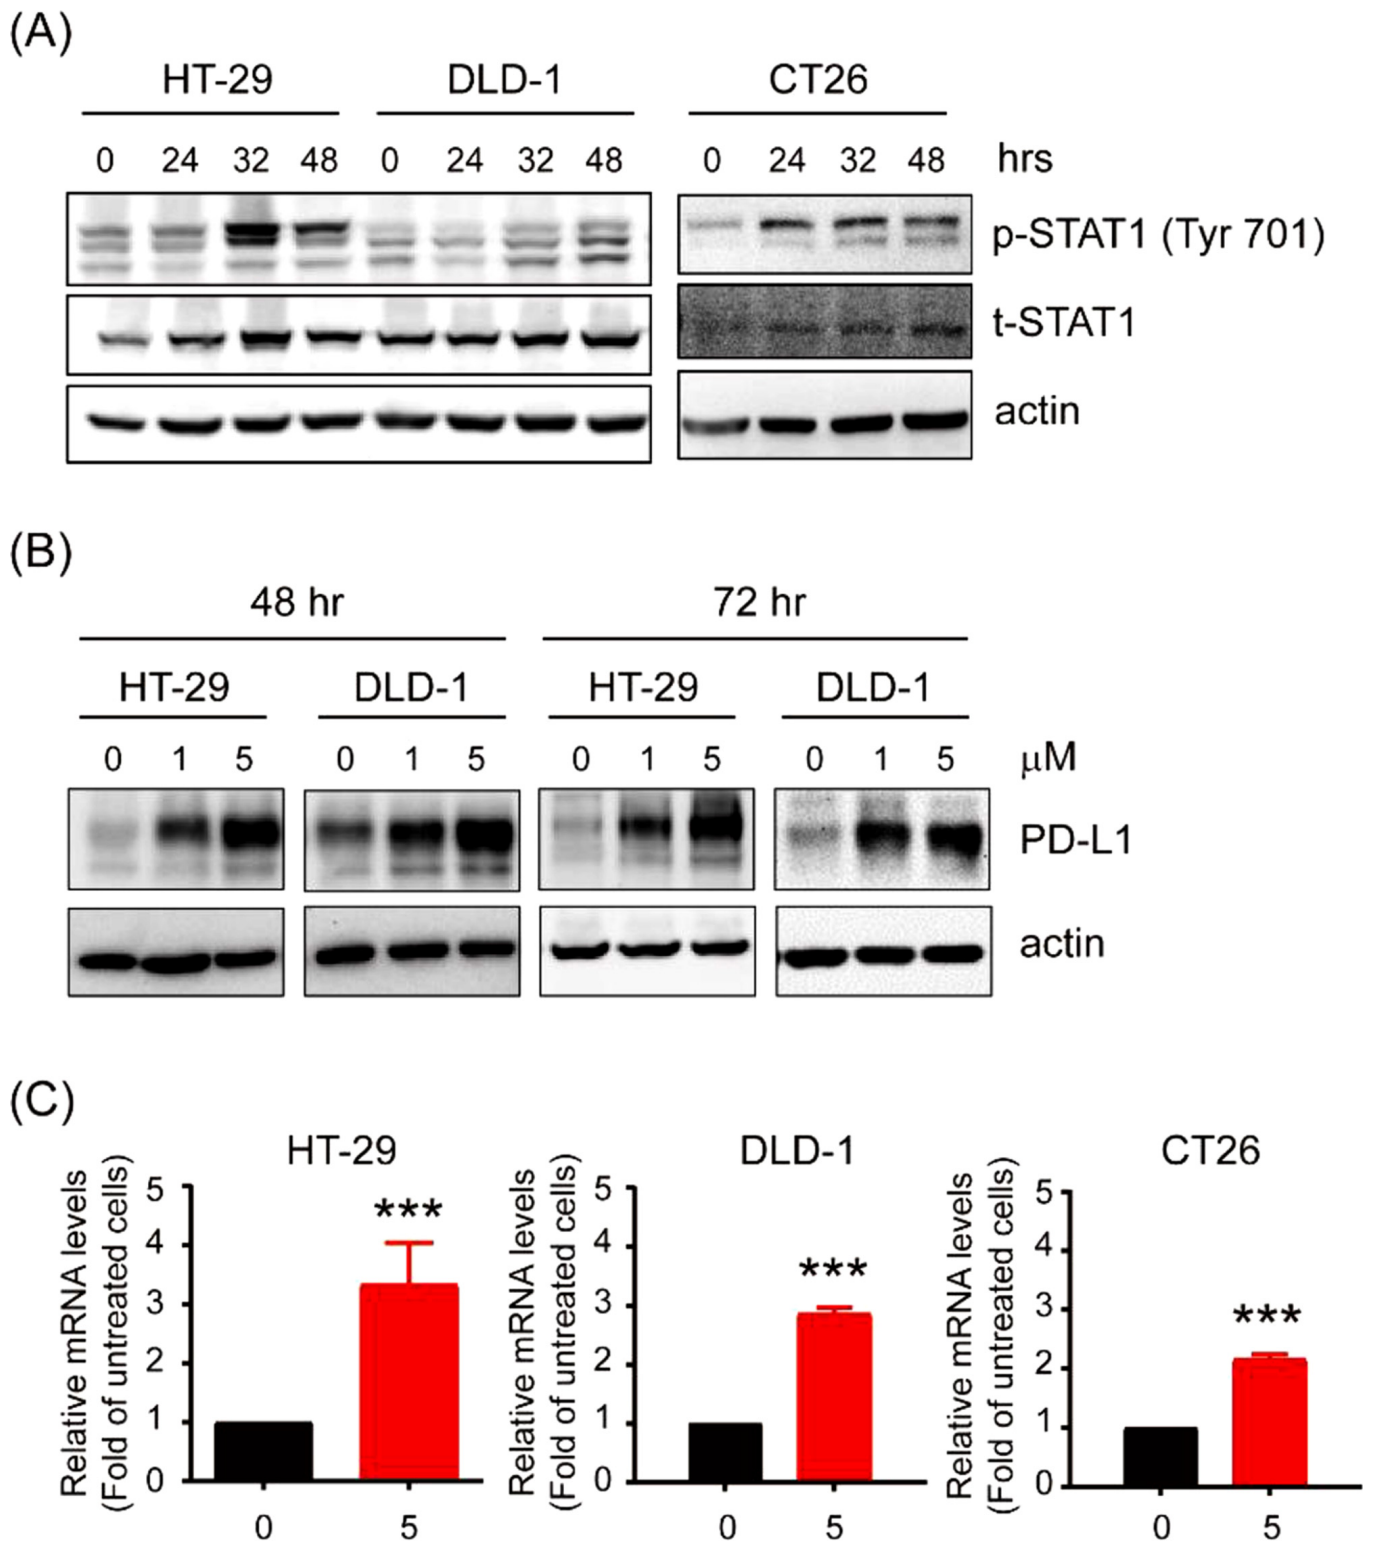 (A)
HT-29 DLD-1 CT26
0 24 32 48 0 24 32 48 0 24 32 48 hrs
p-STAT1 (Tyr 701)
t-STAT1
actin
(B)
48 hr 72 hr
HT-29 DLD-1 HT-29 DLD-1
0 1 5 0 1 5 0 1 5 0 1 5 μM
PD-L1
actin
(C)
HT-29
Relative mRNA levels
(Fold of untreated cells)
5
4
3
2
1
0
***
0 5
DLD-1
Relative mRNA levels
(Fold of untreated cells)
5
4
3
2
1
0
***
0 5
CT26
Relative mRNA levels
(Fold of untreated cells)
5
4
3
2
1
0
***
0 5